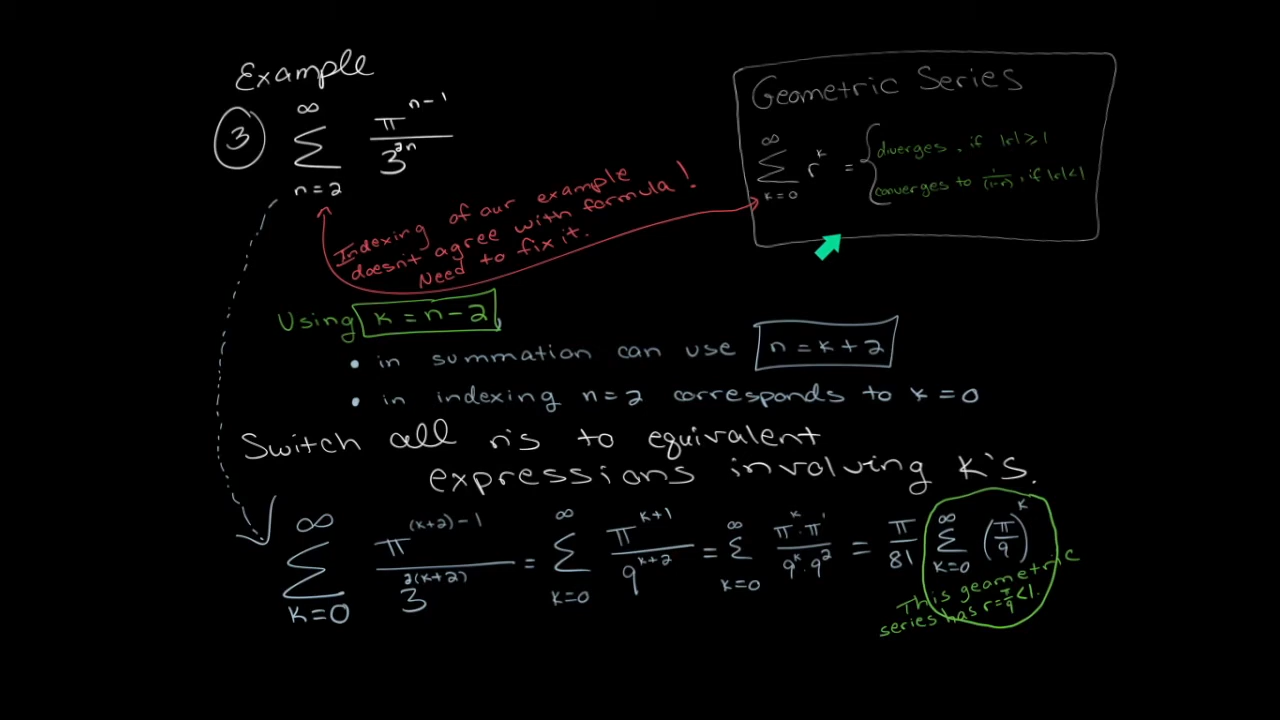 Example
③ ∞ Σ n=2 π^(n-1) / 3^(2n)
Geometric Series
∞ Σ k=0 r^k = { diverges, if |r| ≥ 1
converges to 1/(1-r), if |r|<1
Indexing of our example
doesn't agree with formula!
Need to fix it.
Using k = n-2
• in summation can use n = k+2
• in indexing n=2 corresponds to k=0
Switch all n's to equivalent
expressions involving k's.
∞ Σ k=0 π^((k+2)-1) / 3^(2(k+2)) = ∞ Σ k=0 π^(k+1) / 9^(k+2) = ∞ Σ k=0 π^k·π^1 / 9^k·9^2 = π/81 ∞ Σ k=0 (π/9)^k
This geometric
series has r=π/9<1.